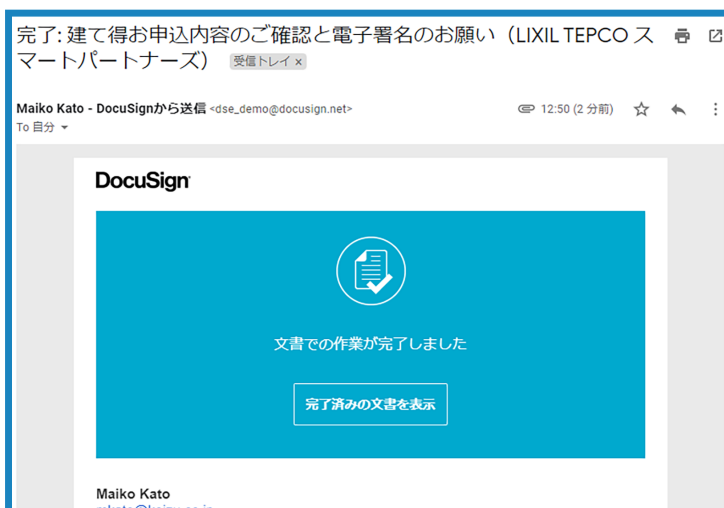 完了: 建て得お申込内容のご確認と電子署名のお願い（LIXIL TEPCO ス
マートパートナーズ） 受信トレイ ×
Maiko Kato - DocuSignから送信 <dse_demo@docusign.net> 12:50 (2 分前)
To 自分
DocuSign
文書での作業が完了しました
完了済みの文書を表示
Maiko Kato